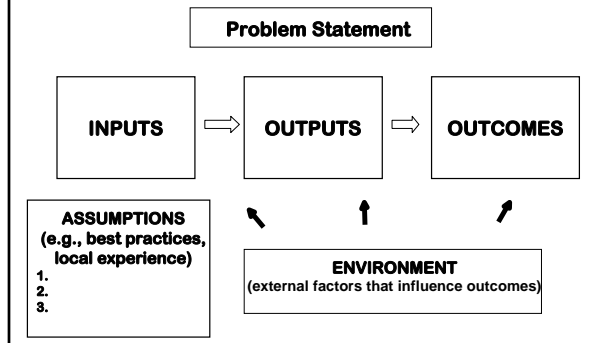 Problem Statement
INPUTS
OUTPUTS
OUTCOMES
ASSUMPTIONS
(e.g., best practices,
local experience)
1.
2.
3.
ENVIRONMENT
(external factors that influence outcomes)